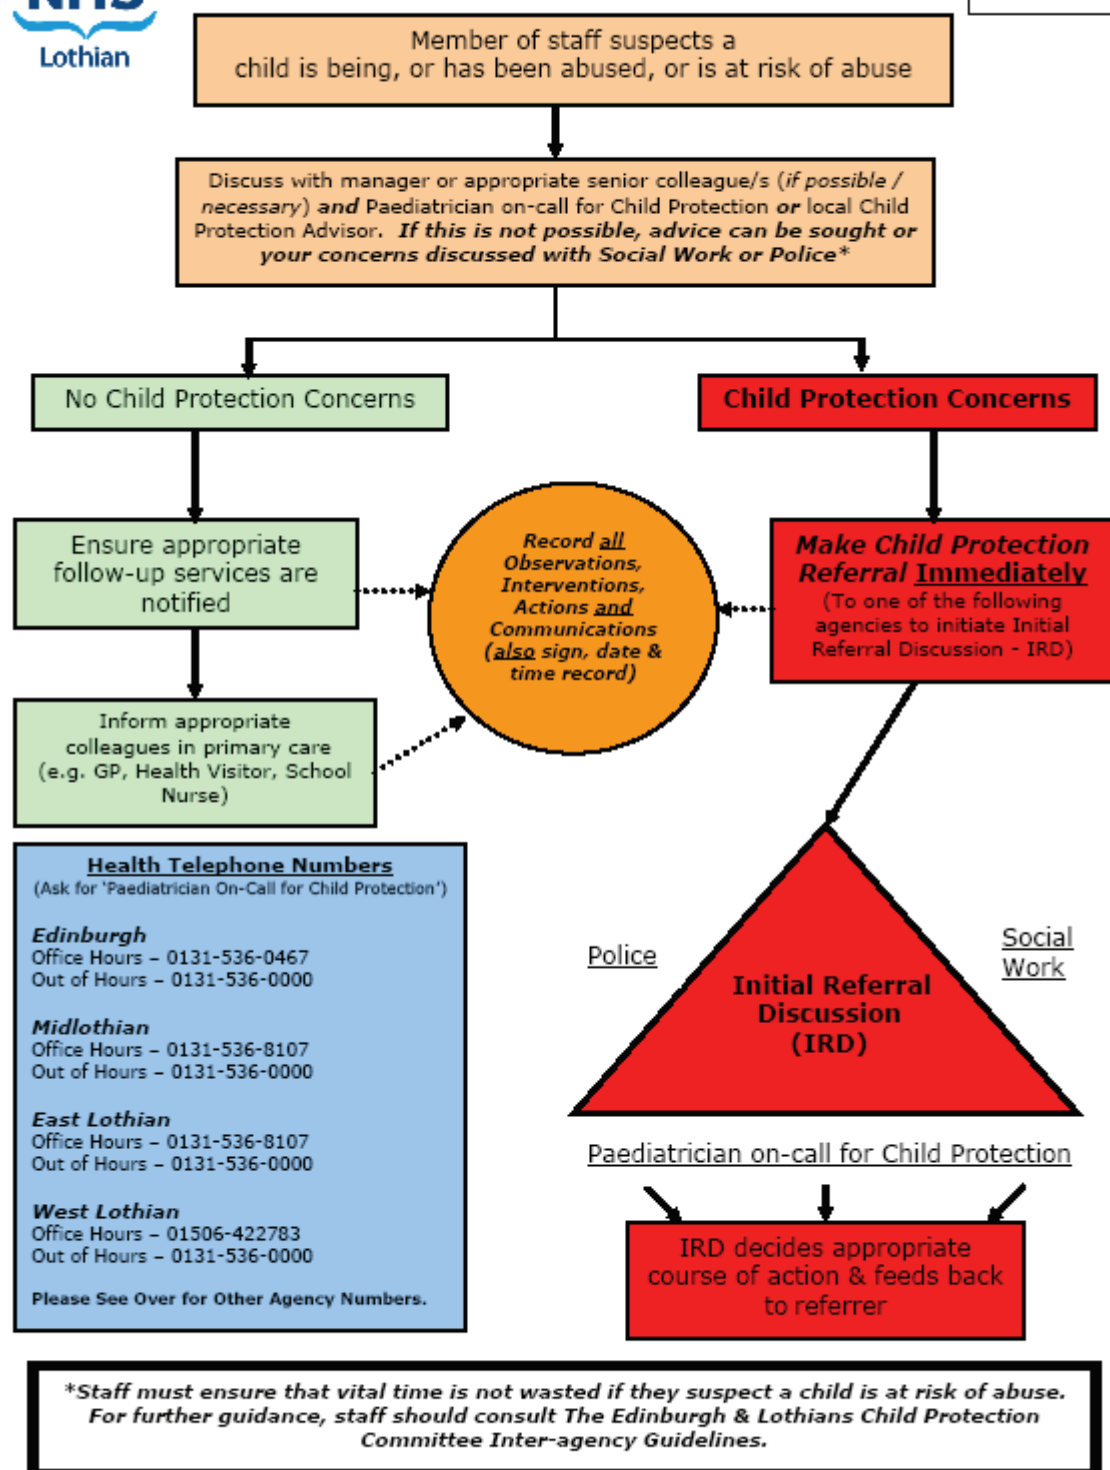 NHS
Lothian
Member of staff suspects a
child is being, or has been abused, or is at risk of abuse
Discuss with manager or appropriate senior colleague/s (if possible /
necessary) and Paediatrician on-call for Child Protection or local Child
Protection Advisor. If this is not possible, advice can be sought or
your concerns discussed with Social Work or Police*
No Child Protection Concerns
Child Protection Concerns
Ensure appropriate
follow-up services are
notified
Record all
Observations,
Interventions,
Actions and
Communications
(also sign, date &
time record)
Make Child Protection
Referral Immediately
(To one of the following
agencies to initiate Initial
Referral Discussion - IRD)
Inform appropriate
colleagues in primary care
(e.g. GP, Health Visitor, School
Nurse)
Health Telephone Numbers
(Ask for 'Paediatrician On-Call for Child Protection')
Edinburgh
Office Hours – 0131-536-0467
Out of Hours – 0131-536-0000
Midlothian
Office Hours – 0131-536-8107
Out of Hours – 0131-536-0000
East Lothian
Office Hours – 0131-536-8107
Out of Hours – 0131-536-0000
West Lothian
Office Hours – 01506-422783
Out of Hours – 0131-536-0000
Please See Over for Other Agency Numbers.
Police
Social
Work
Initial Referral
Discussion
(IRD)
Paediatrician on-call for Child Protection
IRD decides appropriate
course of action & feeds back
to referrer
*Staff must ensure that vital time is not wasted if they suspect a child is at risk of abuse.
For further guidance, staff should consult The Edinburgh & Lothians Child Protection
Committee Inter-agency Guidelines.